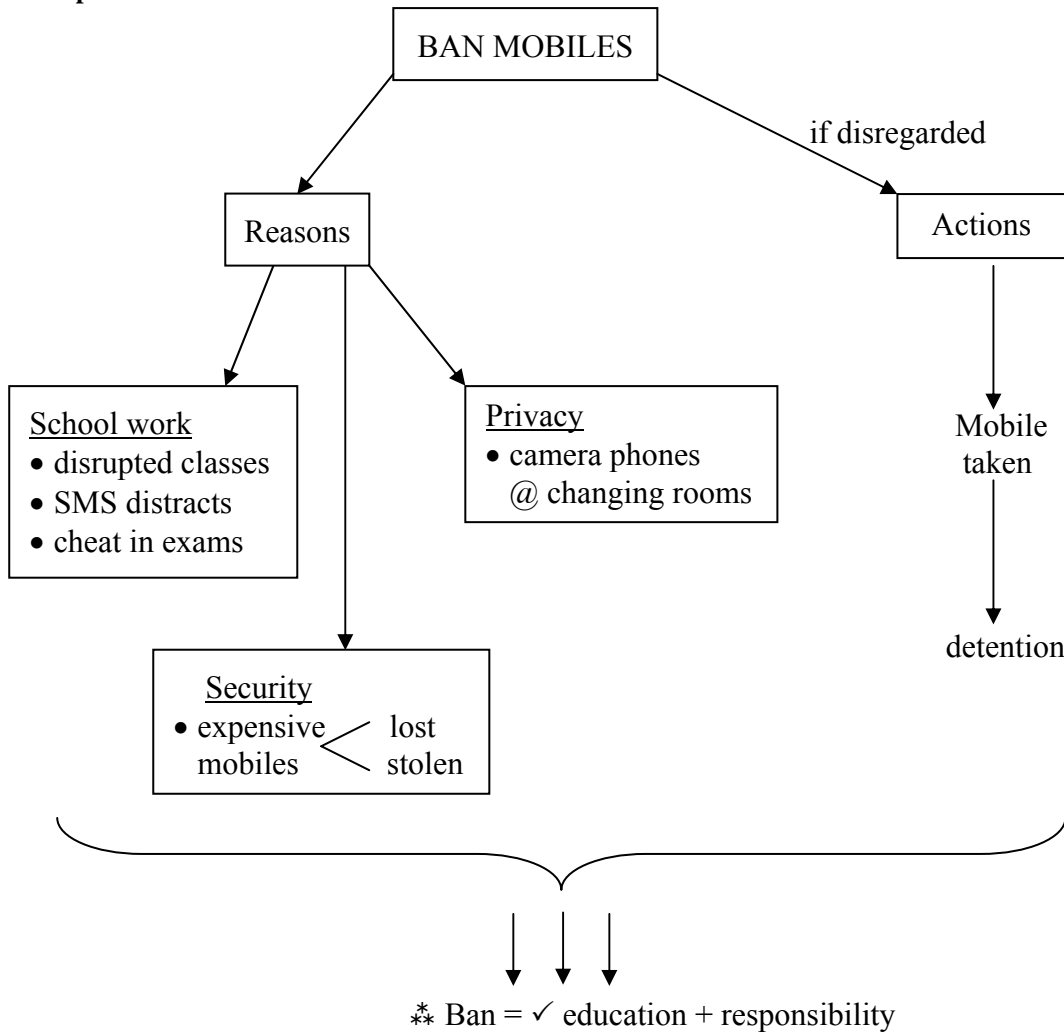 BAN MOBILES
if disregarded
Reasons
Actions
School work
• disrupted classes
• SMS distracts
• cheat in exams
Privacy
• camera phones
@ changing rooms
Mobile
taken
detention
Security
• expensive lost
mobiles stolen
⁂ Ban = ✓ education + responsibility